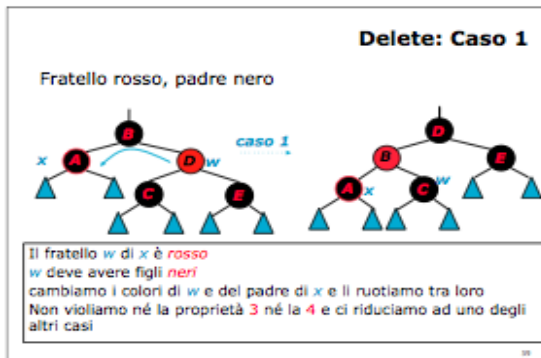 Delete: Caso 1
Fratello rosso, padre nero
B
x A D w
C E
caso 1
D
B E
A x C w
Il fratello w di x è rosso
w deve avere figli neri
cambiamo i colori di w e del padre di x e li ruotiamo tra loro
Non violiamo né la proprietà 3 né la 4 e ci riduciamo ad uno degli
altri casi